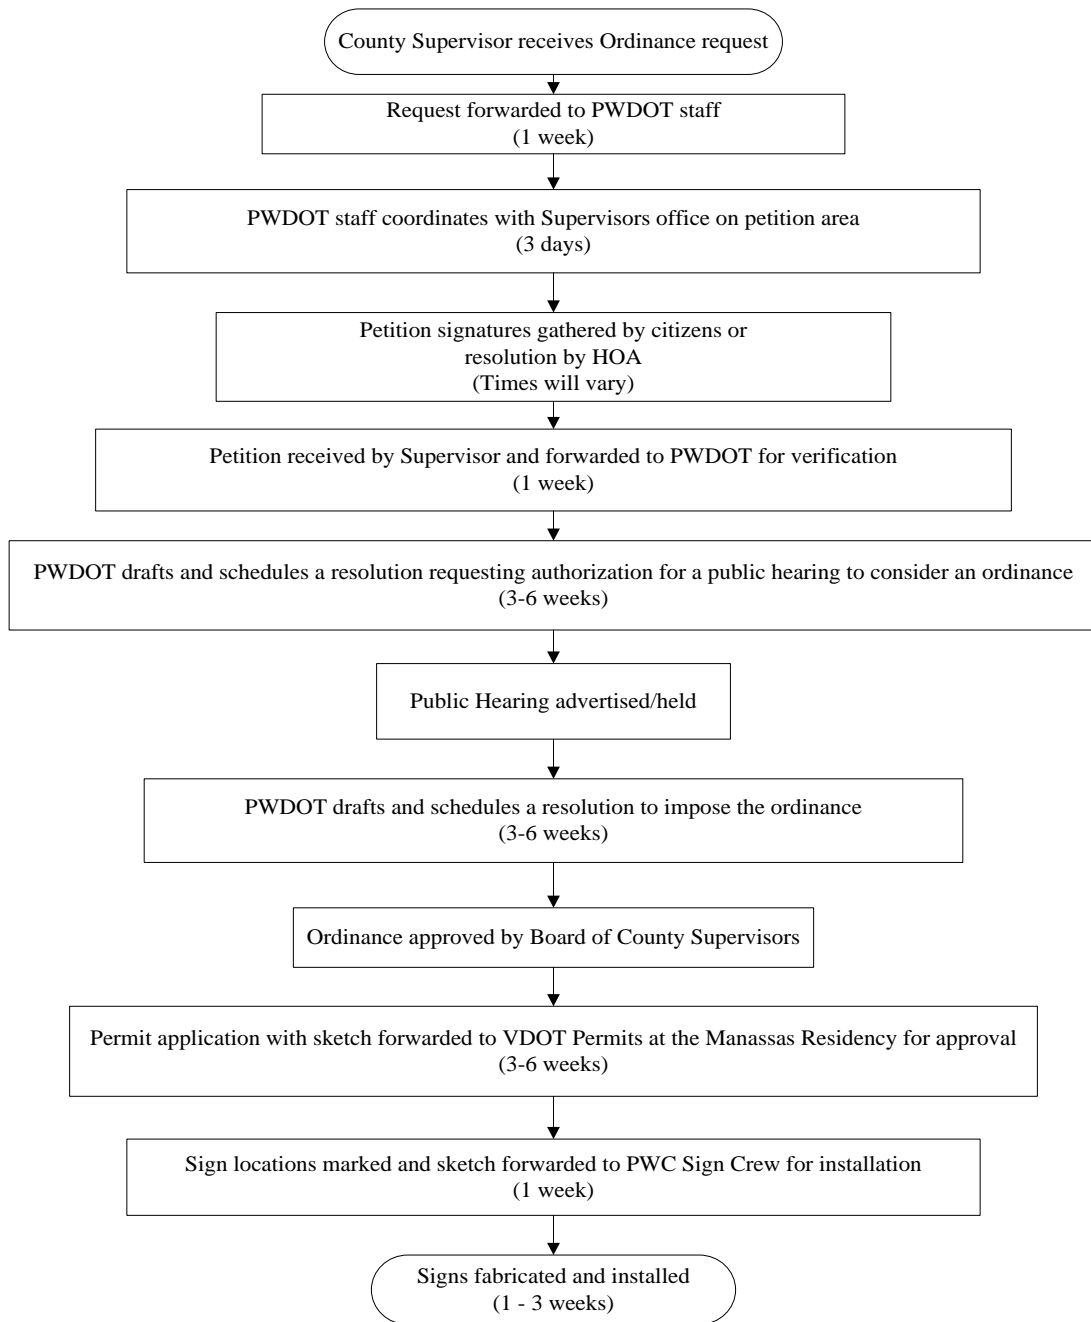 County Supervisor receives Ordinance request
Request forwarded to PWDOT staff
(1 week)
PWDOT staff coordinates with Supervisors office on petition area
(3 days)
Petition signatures gathered by citizens or
resolution by HOA
(Times will vary)
Petition received by Supervisor and forwarded to PWDOT for verification
(1 week)
PWDOT drafts and schedules a resolution requesting authorization for a public hearing to consider an ordinance
(3-6 weeks)
Public Hearing advertised/held
PWDOT drafts and schedules a resolution to impose the ordinance
(3-6 weeks)
Ordinance approved by Board of County Supervisors
Permit application with sketch forwarded to VDOT Permits at the Manassas Residency for approval
(3-6 weeks)
Sign locations marked and sketch forwarded to PWC Sign Crew for installation
(1 week)
Signs fabricated and installed
(1 - 3 weeks)